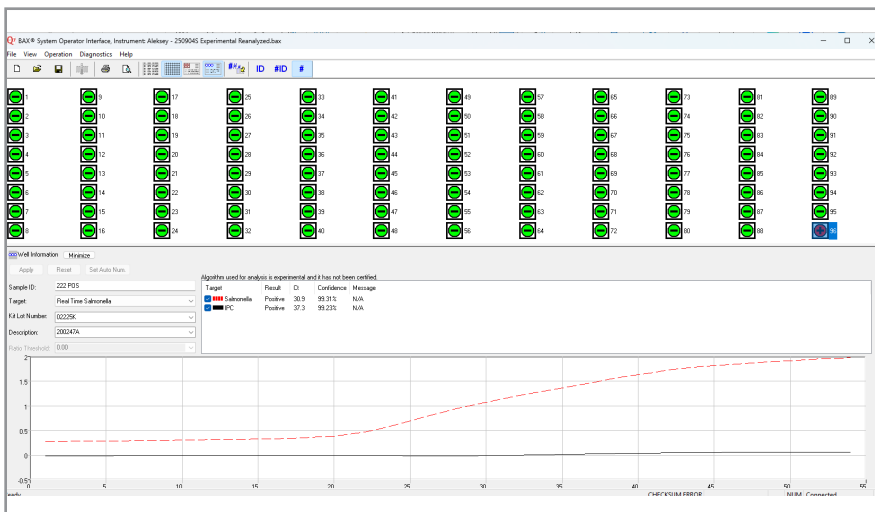 BAX® System Operator Interface, Instrument: Aleksey - 250904S Experimental Reanalyzed.bax
File View Operation Diagnostics Help
ID #ID #
1 9 17 25 33 41 49 57 65 73 81 89
2 10 18 26 34 42 50 58 66 74 82 90
3 11 19 27 35 43 51 59 67 75 83 91
4 12 20 28 36 44 52 60 68 76 84 92
5 13 21 29 37 45 53 61 69 77 85 93
6 14 22 30 38 46 54 62 70 78 86 94
7 15 23 31 39 47 55 63 71 79 87 95
8 16 24 32 40 48 56 64 72 80 88 96
Well Information Minimize
Apply Reset Set Auto Num.
Algorithm used for analysis is experimental and it has not been certified.
Sample ID: 222 POS
Target Result Ct Confidence Message
Salmonella Positive 30.9 99.31% N/A
IPC Positive 37.3 99.23% N/A
Target: Real Time Salmonella
Kit Lot Number: 02225K
Description: 200247A
Ratio Threshold: 0.00
2
1.5
1
0.5
0
-0.5
0 5 10 15 20 25 30 35 40 45 50 55
CHECKSUM ERROR NUM Connected